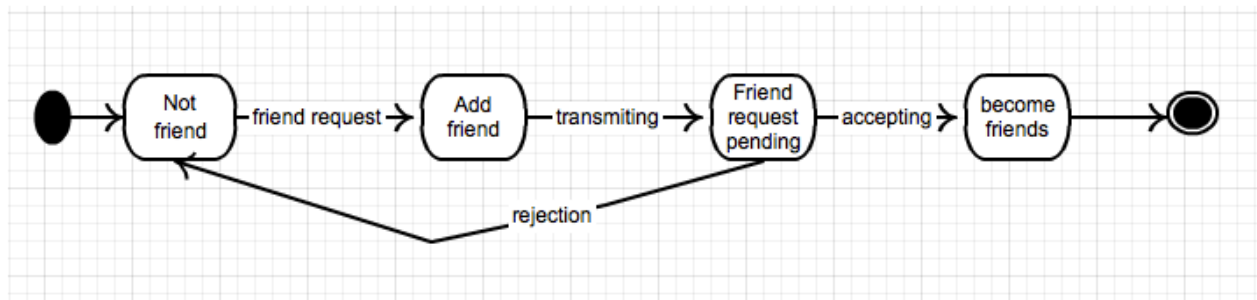 Not
friend
friend request
Add
friend
transmiting
Friend
request
pending
accepting
become
friends
rejection